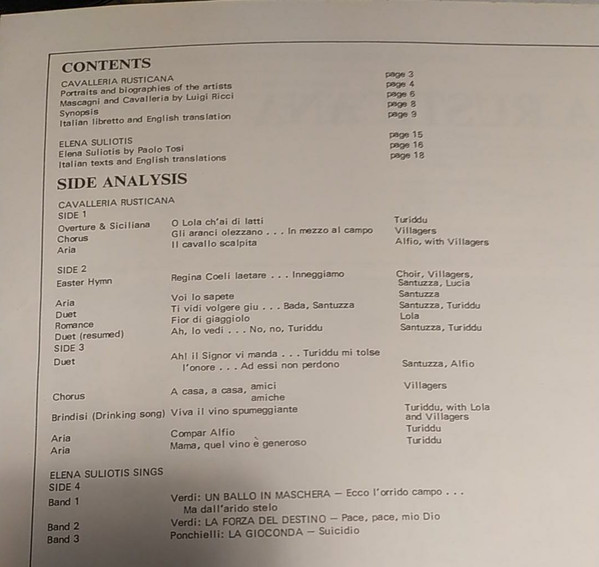 CONTENTS
CAVALLERIA RUSTICANA page 3
Portraits and biographies of the artists page 4
Mascagni and Cavalleria by Luigi Ricci page 6
Synopsis page 8
Italian libretto and English translation page 9
ELENA SULIOTIS page 15
Elena Suliotis by Paolo Tosi page 16
Italian texts and English translations page 18
SIDE ANALYSIS
CAVALLERIA RUSTICANA
SIDE 1
Overture & Siciliana O Lola ch'ai di latti Turiddu
Chorus Gli aranci olezzano . . . In mezzo al campo Villagers
Aria Il cavallo scalpita Alfio, with Villagers
SIDE 2
Easter Hymn Regina Coeli laetare . . . Inneggiamo Choir, Villagers,
Santuzza, Lucia
Aria Voi lo sapete Santuzza
Duet Ti vidi volgere giu . . . Bada, Santuzza Santuzza, Turiddu
Romance Fior di giaggiolo Lola
Duet (resumed) Ah, lo vedi . . . No, no, Turiddu Santuzza, Turiddu
SIDE 3
Duet Ah! il Signor vi manda . . . Turiddu mi tolse
l'onore . . . Ad essi non perdono Santuzza, Alfio
Chorus A casa, a casa, amici Villagers
amiche
Brindisi (Drinking song) Viva il vino spumeggiante Turiddu, with Lola
and Villagers
Aria Compar Alfio Turiddu
Aria Mama, quel vino è generoso Turiddu
ELENA SULIOTIS SINGS
SIDE 4
Band 1 Verdi: UN BALLO IN MASCHERA – Ecco l'orrido campo . . .
Ma dall'arido stelo
Band 2 Verdi: LA FORZA DEL DESTINO – Pace, pace, mio Dio
Band 3 Ponchielli: LA GIOCONDA – Suicidio